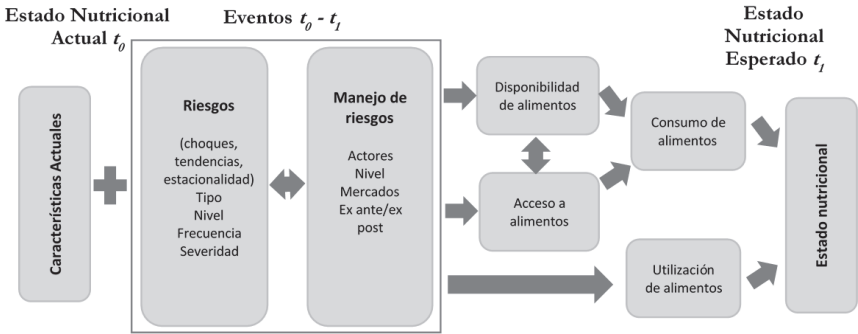 Estado Nutricional
Actual t0
Eventos t0 - t1
Estado
Nutricional
Esperado t1
Características Actuales
Riesgos
(choques,
tendencias,
estacionalidad)
Tipo
Nivel
Frecuencia
Severidad
Manejo de
riesgos
Actores
Nivel
Mercados
Ex ante/ex
post
Disponibilidad
de alimentos
Acceso a
alimentos
Consumo de
alimentos
Utilización
de alimentos
Estado nutricional